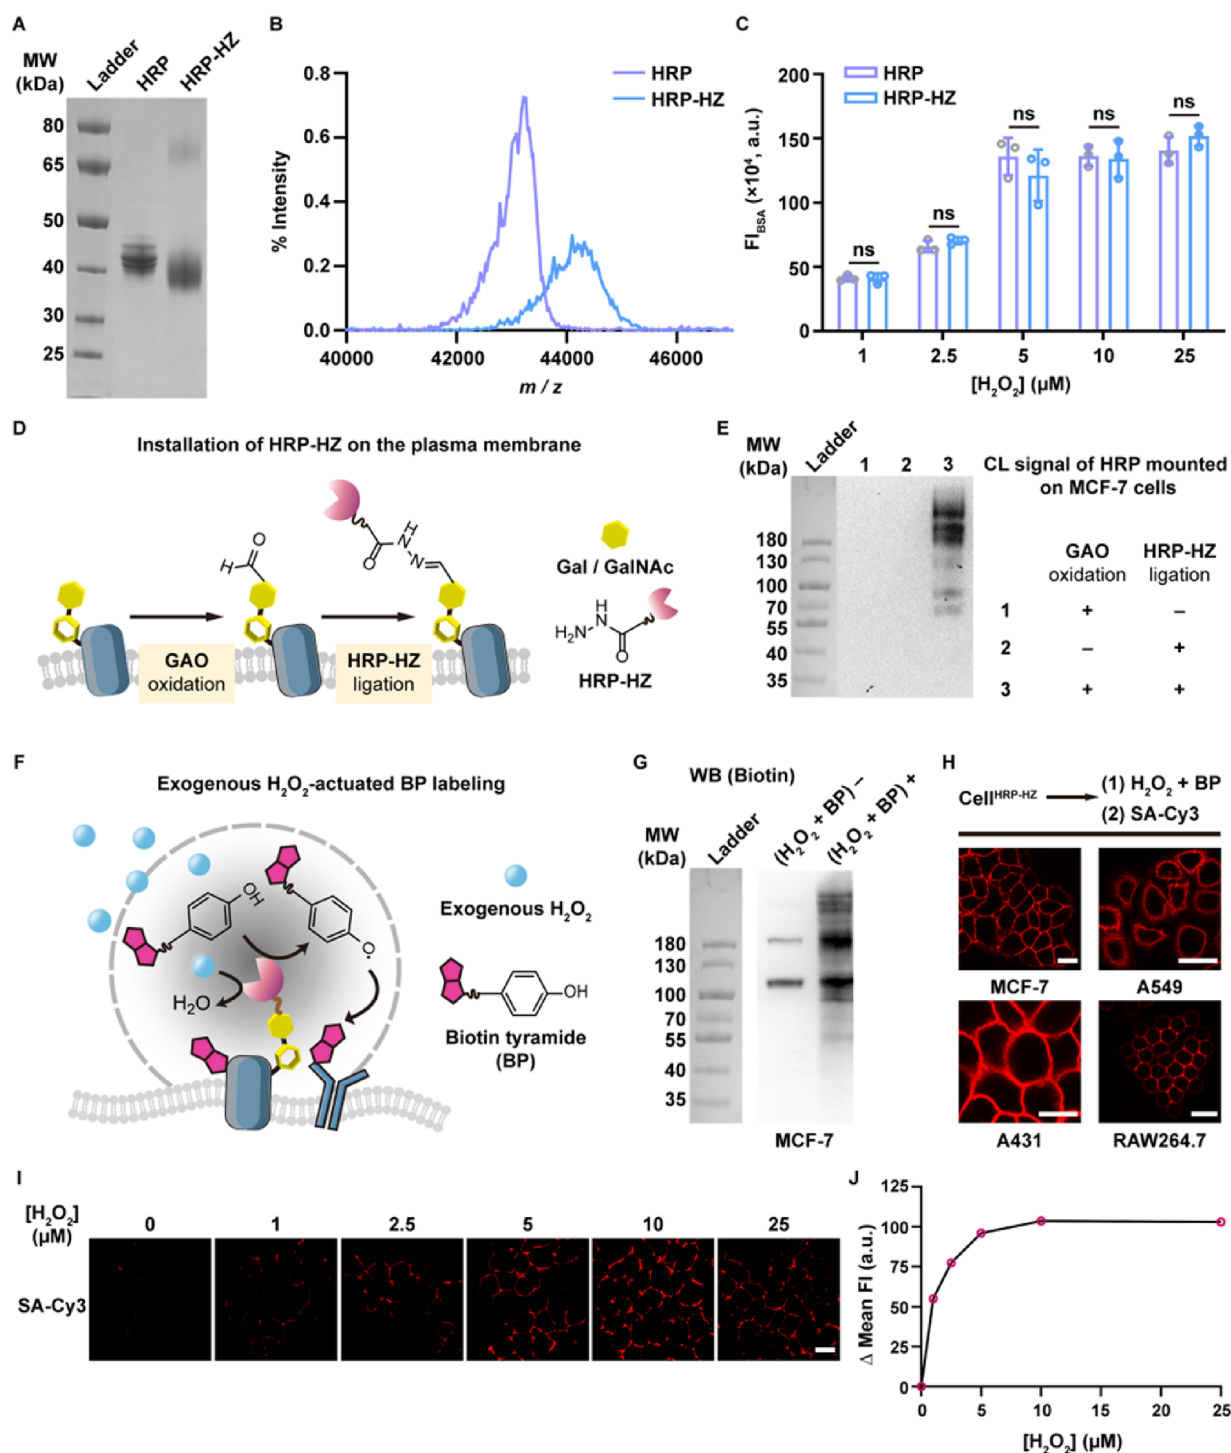 A
MW
(kDa)
Ladder
HRP
HRP-HZ
80
65
50
40
30
25
B
% Intensity
0.8
0.6
0.4
0.2
0.0
40000
42000
44000
46000
m / z
HRP
HRP-HZ
C
FI_BSA (×10⁴, a.u.)
200
150
100
50
0
HRP
HRP-HZ
ns
ns
ns
ns
ns
1
2.5
5
10
25
[H₂O₂] (µM)
D
Installation of HRP-HZ on the plasma membrane
H
O
O
H
N
N
GAO
oxidation
HRP-HZ
ligation
Gal / GalNAc
H₂N
H
N
O
HRP-HZ
E
MW
(kDa)
Ladder
1
2
3
180
130
100
70
55
40
35
CL signal of HRP mounted
on MCF-7 cells
GAO
oxidation
HRP-HZ
ligation
1 + –
2 – +
3 + +
F
Exogenous H₂O₂-actuated BP labeling
OH
O·
H₂O
Exogenous H₂O₂
OH
Biotin tyramide
(BP)
G
WB (Biotin)
MW
(kDa)
Ladder
(H₂O₂ + BP) –
(H₂O₂ + BP) +
180
130
100
70
55
40
35
MCF-7
H
Cell^HRP-HZ
(1) H₂O₂ + BP
(2) SA-Cy3
MCF-7
A549
A431
RAW264.7
I
[H₂O₂]
(µM)
0
1
2.5
5
10
25
SA-Cy3
J
Δ Mean FI (a.u.)
125
100
75
50
25
0
0
5
10
15
20
25
[H₂O₂] (µM)